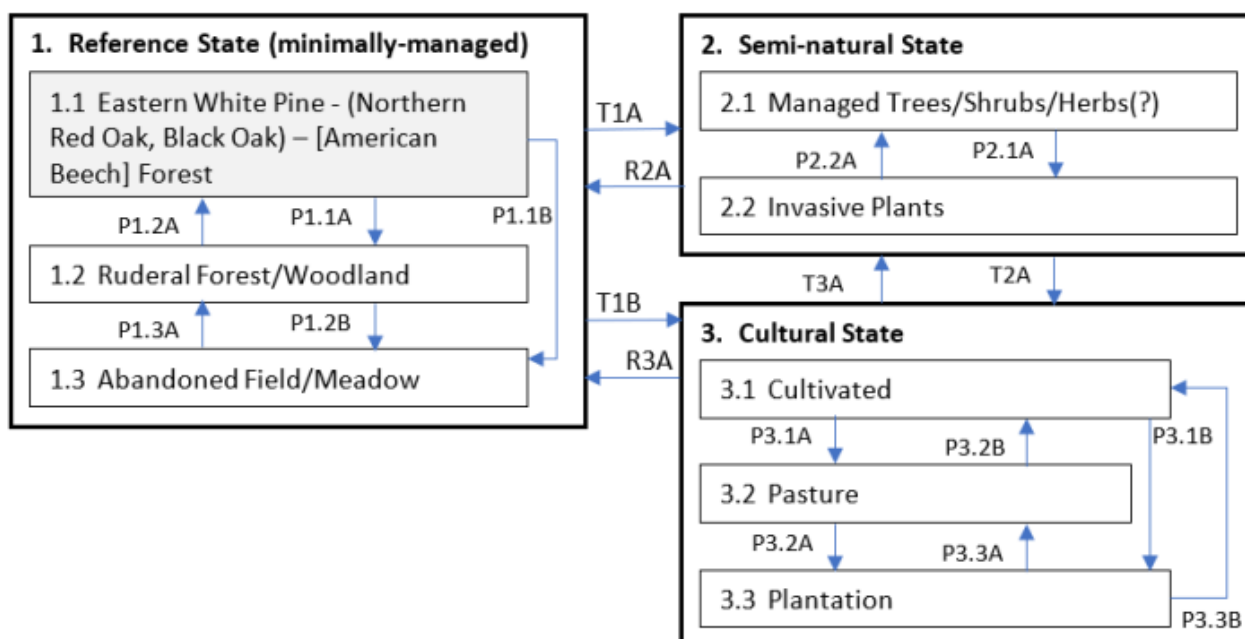 1. Reference State (minimally-managed)
1.1 Eastern White Pine - (Northern
Red Oak, Black Oak) – [American
Beech] Forest
P1.2A
P1.1A
P1.1B
1.2 Ruderal Forest/Woodland
P1.3A
P1.2B
1.3 Abandoned Field/Meadow
T1A
R2A
T1B
R3A
2. Semi-natural State
2.1 Managed Trees/Shrubs/Herbs(?)
P2.2A
P2.1A
2.2 Invasive Plants
T3A
T2A
3. Cultural State
3.1 Cultivated
P3.1A
P3.2B
P3.1B
3.2 Pasture
P3.2A
P3.3A
3.3 Plantation
P3.3B